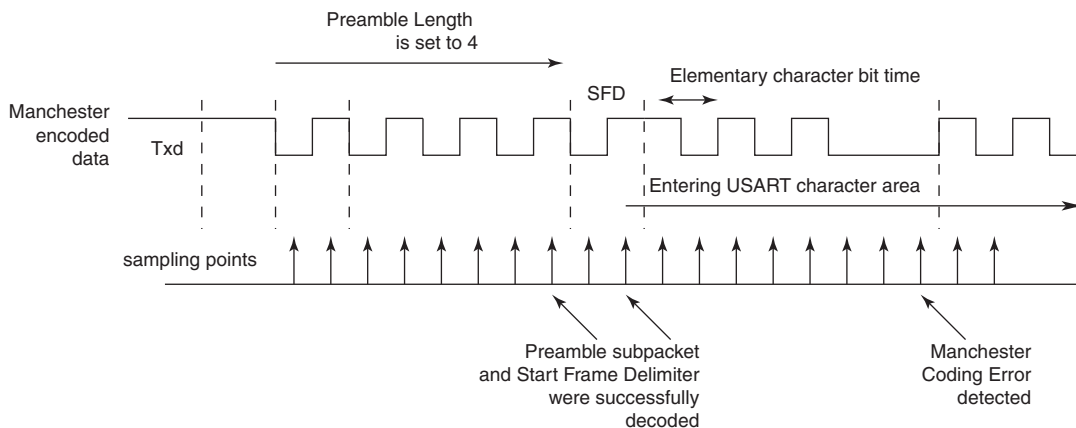 Preamble Length
is set to 4
Elementary character bit time
SFD
Manchester
encoded
data
Txd
Entering USART character area
sampling points
Preamble subpacket
and Start Frame Delimiter
were successfully
decoded
Manchester
Coding Error
detected